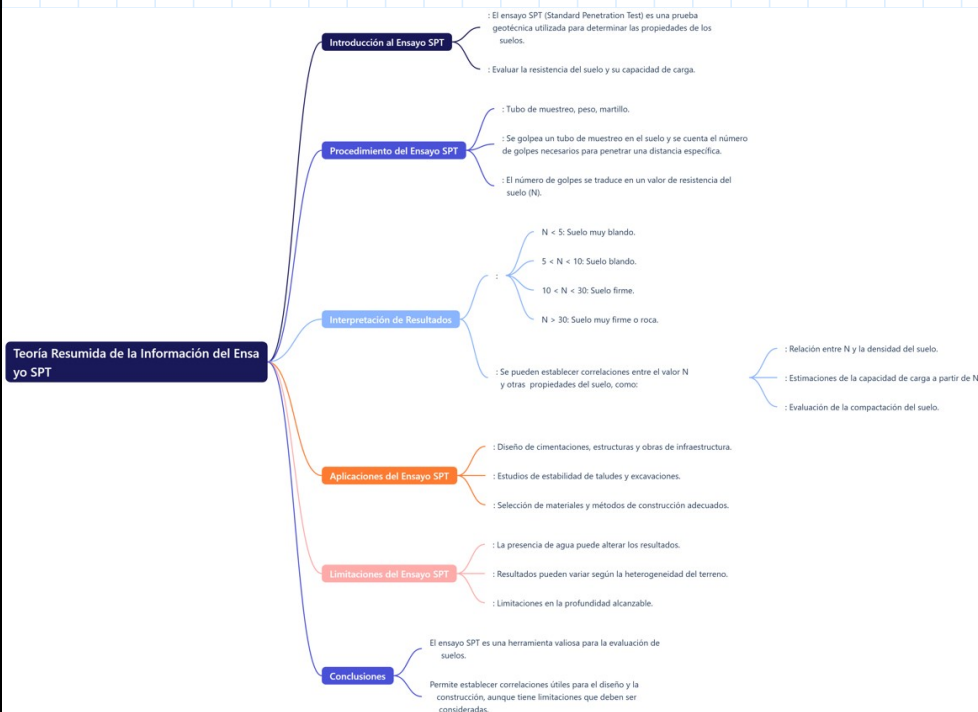 Teoría Resumida de la Información del Ensa
yo SPT
Introducción al Ensayo SPT
: El ensayo SPT (Standard Penetration Test) es una prueba
geotécnica utilizada para determinar las propiedades de los
suelos.
: Evaluar la resistencia del suelo y su capacidad de carga.
Procedimiento del Ensayo SPT
: Tubo de muestreo, peso, martillo.
: Se golpea un tubo de muestreo en el suelo y se cuenta el número
de golpes necesarios para penetrar una distancia específica.
: El número de golpes se traduce en un valor de resistencia del
suelo (N).
Interpretación de Resultados
:
N < 5: Suelo muy blando.
5 < N < 10: Suelo blando.
10 < N < 30: Suelo firme.
N > 30: Suelo muy firme o roca.
: Se pueden establecer correlaciones entre el valor N
y otras propiedades del suelo, como:
: Relación entre N y la densidad del suelo.
: Estimaciones de la capacidad de carga a partir de N
: Evaluación de la compactación del suelo.
Aplicaciones del Ensayo SPT
: Diseño de cimentaciones, estructuras y obras de infraestructura.
: Estudios de estabilidad de taludes y excavaciones.
: Selección de materiales y métodos de construcción adecuados.
Limitaciones del Ensayo SPT
: La presencia de agua puede alterar los resultados.
: Resultados pueden variar según la heterogeneidad del terreno.
: Limitaciones en la profundidad alcanzable.
Conclusiones
El ensayo SPT es una herramienta valiosa para la evaluación de
suelos.
Permite establecer correlaciones útiles para el diseño y la
construcción, aunque tiene limitaciones que deben ser
consideradas.